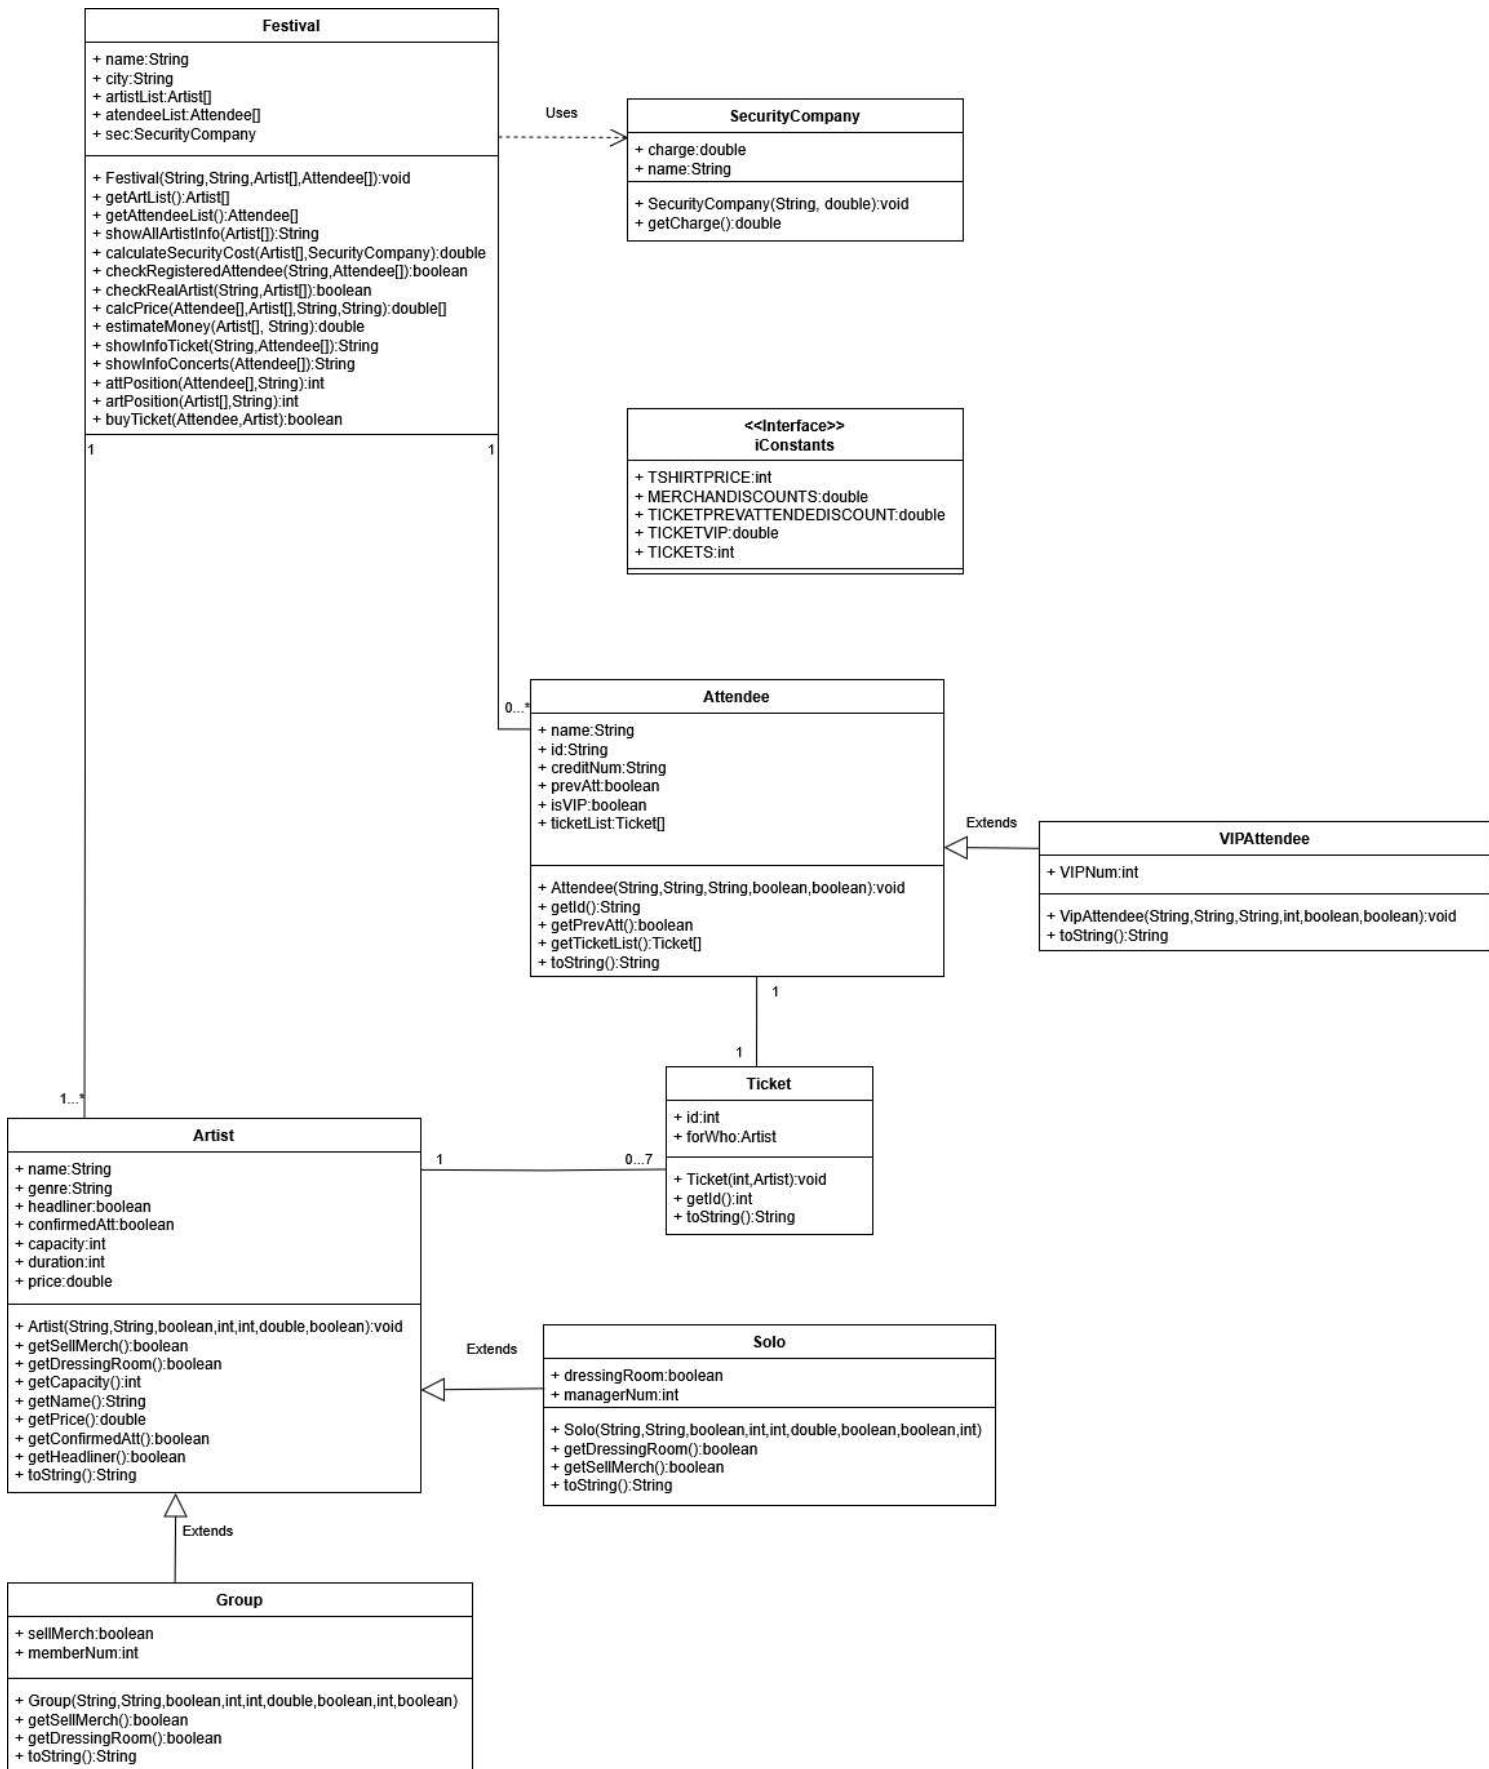 Festival
+ name:String
+ city:String
+ artistList:Artist[]
+ atendeeList:Attendee[]
+ sec:SecurityCompany
+ Festival(String,String,Artist[],Attendee[]):void
+ getArtList():Artist[]
+ getAttendeeList():Attendee[]
+ showAllArtistInfo(Artist[]):String
+ calculateSecurityCost(Artist[],SecurityCompany):double
+ checkRegisteredAttendee(String,Attendee[]):boolean
+ checkRealArtist(String,Artist[]):boolean
+ calcPrice(Attendee[],Artist[],String,String):double[]
+ estimateMoney(Artist[], String):double
+ showInfoTicket(String,Attendee[]):String
+ showInfoConcerts(Attendee[]):String
+ attPosition(Attendee[],String):int
+ artPosition(Artist[],String):int
+ buyTicket(Attendee,Artist):boolean
1
1
Uses
SecurityCompany
+ charge:double
+ name:String
+ SecurityCompany(String, double):void
+ getCharge():double
<<Interface>>
iConstants
+ TSHIRTPRICE:int
+ MERCHANDISCOUNTS:double
+ TICKETPREVATTENDEDISCOUNT:double
+ TICKETVIP:double
+ TICKETS:int
0...*
Attendee
+ name:String
+ id:String
+ creditNum:String
+ prevAtt:boolean
+ isVIP:boolean
+ ticketList:Ticket[]
+ Attendee(String,String,String,boolean,boolean):void
+ getId():String
+ getPrevAtt():boolean
+ getTicketList():Ticket[]
+ toString():String
Extends
VIPAttendee
+ VIPNum:int
+ VipAttendee(String,String,String,int,boolean,boolean):void
+ toString():String
1
1
Ticket
+ id:int
+ forWho:Artist
+ Ticket(int,Artist):void
+ getId():int
+ toString():String
1...*
Artist
+ name:String
+ genre:String
+ headliner:boolean
+ confirmedAtt:boolean
+ capacity:int
+ duration:int
+ price:double
+ Artist(String,String,boolean,int,int,double,boolean):void
+ getSellMerch():boolean
+ getDressingRoom():boolean
+ getCapacity():int
+ getName():String
+ getPrice():double
+ getConfirmedAtt():boolean
+ getHeadliner():boolean
+ toString():String
1
0...7
Extends
Solo
+ dressingRoom:boolean
+ managerNum:int
+ Solo(String,String,boolean,int,int,double,boolean,boolean,int)
+ getDressingRoom():boolean
+ getSellMerch():boolean
+ toString():String
Extends
Group
+ sellMerch:boolean
+ memberNum:int
+ Group(String,String,boolean,int,int,double,boolean,int,boolean)
+ getSellMerch():boolean
+ getDressingRoom():boolean
+ toString():String